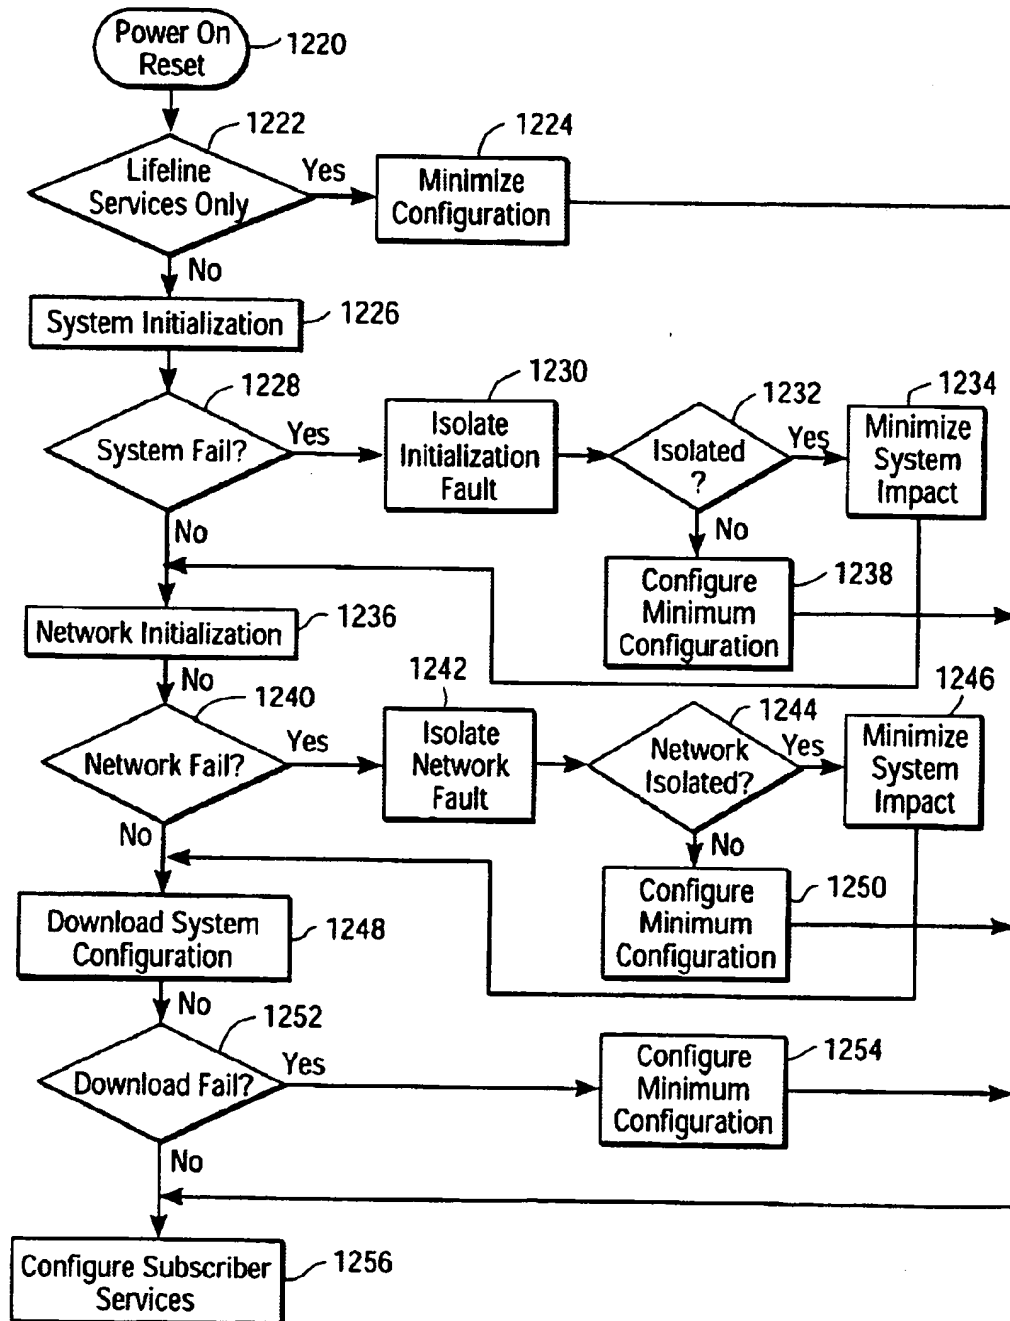 Power On
Reset
1220
1222
1224
Lifeline
Services Only
Yes
Minimize
Configuration
No
System Initialization
1226
1228
1230
1232
1234
System Fail?
Yes
Isolate
Initialization
Fault
Isolated
?
Yes
Minimize
System
Impact
No
No
Configure
Minimum
Configuration
1238
Network Initialization
1236
No
1240
1242
1244
1246
Network Fail?
Yes
Isolate
Network
Fault
Network
Isolated?
Yes
Minimize
System
Impact
No
No
Configure
Minimum
Configuration
1250
Download System
Configuration
1248
No
1252
Download Fail?
Yes
Configure
Minimum
Configuration
1254
No
Configure Subscriber
Services
1256